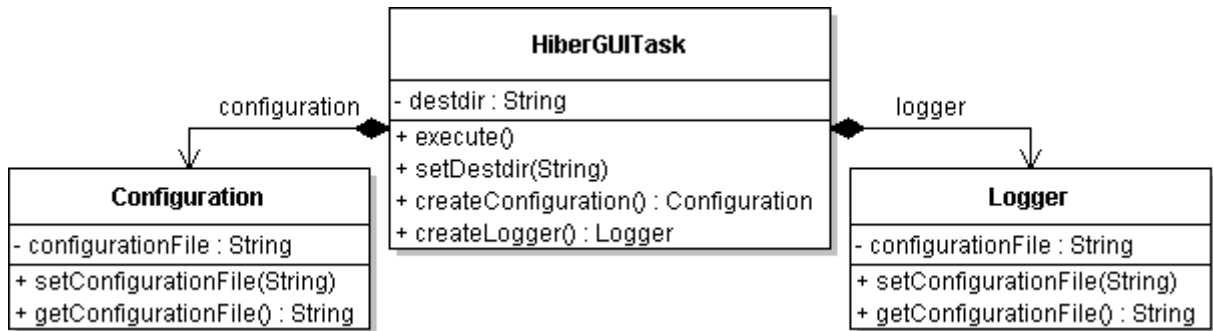 HiberGUITask
- destdir : String
+ execute()
+ setDestdir(String)
+ createConfiguration() : Configuration
+ createLogger() : Logger
configuration
logger
Configuration
- configurationFile : String
+ setConfigurationFile(String)
+ getConfigurationFile() : String
Logger
- configurationFile : String
+ setConfigurationFile(String)
+ getConfigurationFile() : String